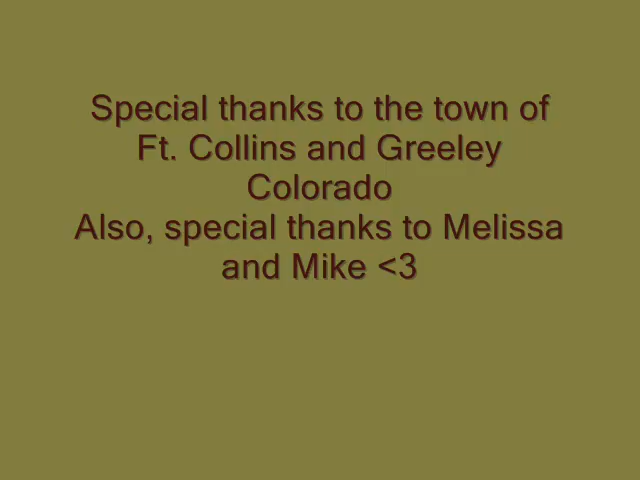 Special thanks to the town of
Ft. Collins and Greeley
Colorado
Also, special thanks to Melissa
and Mike <3